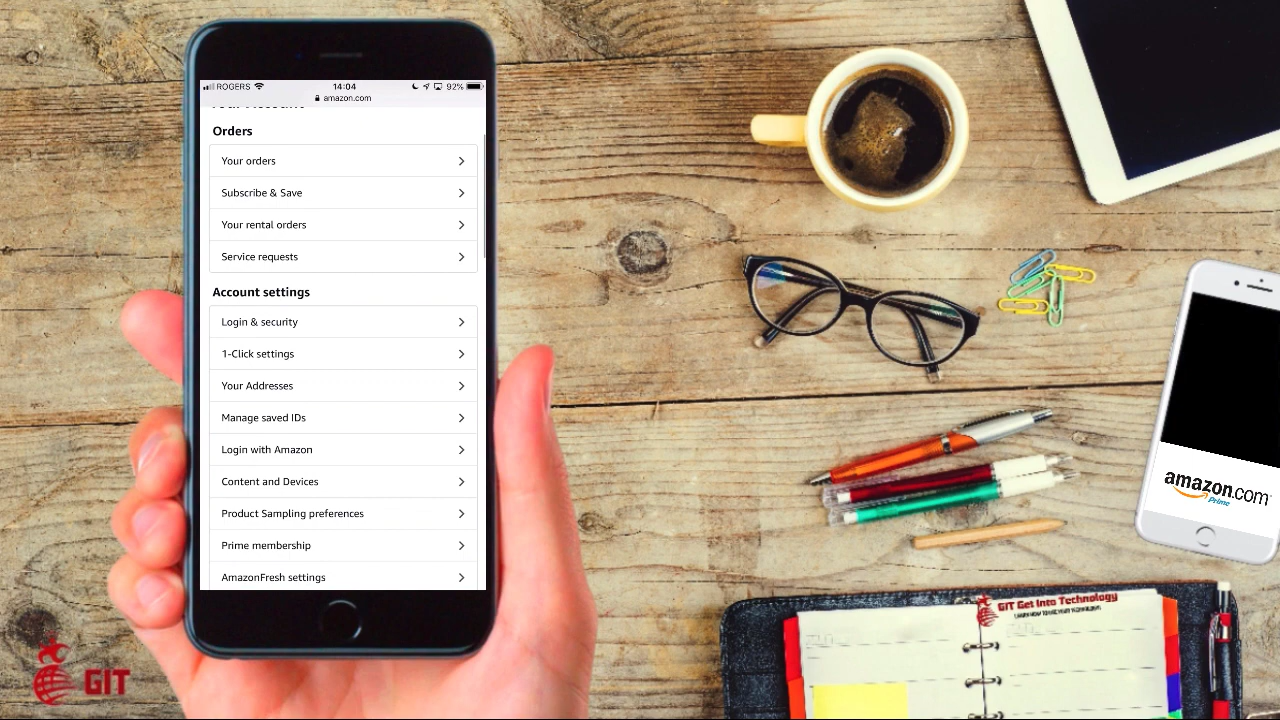 ROGERS 14:04 92%
amazon.com
Orders
Your orders
Subscribe & Save
Your rental orders
Service orders
Account settings
Login & security
1-Click settings
Your Addresses
Manage saved IDs
Login with Amazon
Content and Devices
Product Sampling preferences
Prime membership
AmazonFresh settings
amazon.com
Prime
GIT Get Into Technology
GIT